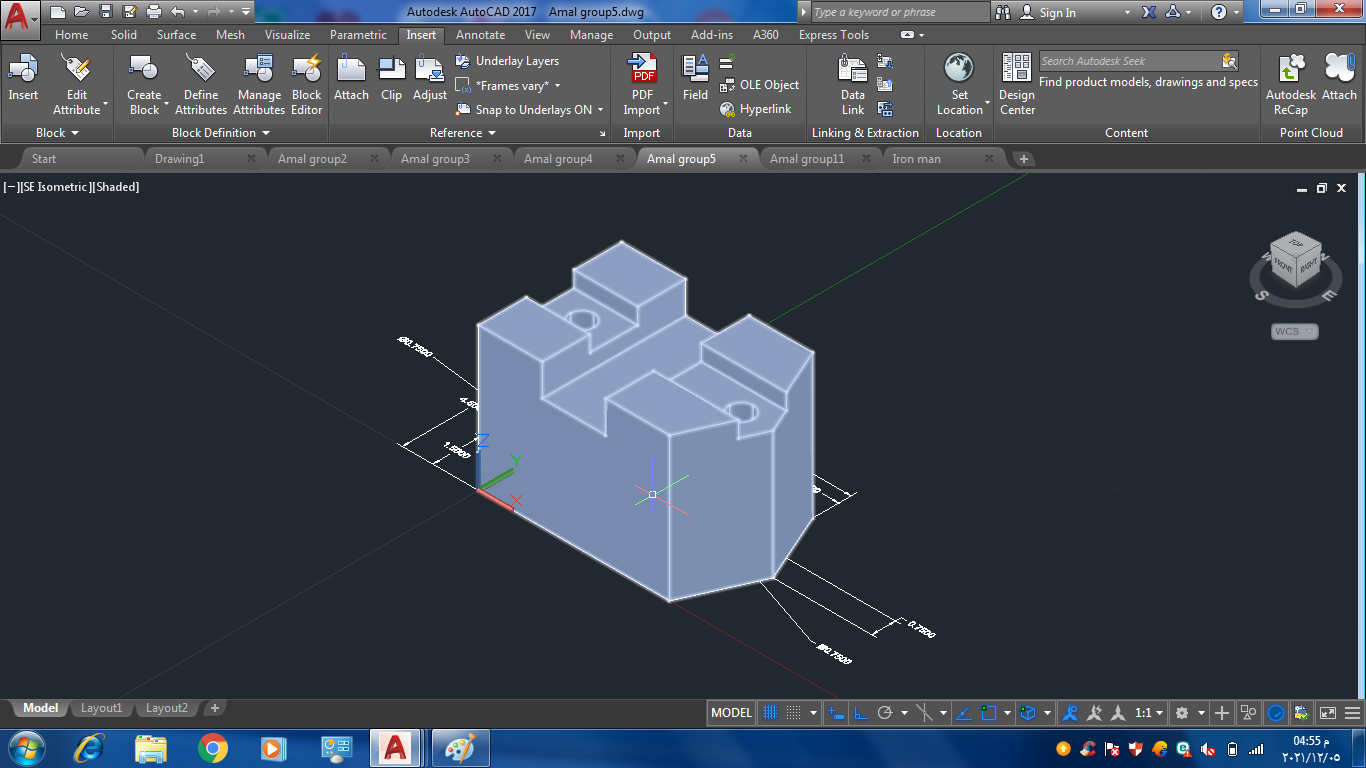 Autodesk AutoCAD 2017 Amal group5.dwg
Type a keyword or phrase
Sign In
Home Solid Surface Mesh Visualize Parametric Insert Annotate View Manage Output Add-ins A360 Express Tools
Insert
Edit Attribute
Create Block
Define Attributes
Manage Attributes
Block Editor
Attach
Clip
Adjust
Underlay Layers
*Frames vary*
Snap to Underlays ON
PDF
PDF Import
Field
OLE Object
Hyperlink
Data Link
Set Location
Design Center
Search Autodesk Seek
Find product models, drawings and specs
Autodesk ReCap
Attach
Block Block Definition Reference Import Data Linking & Extraction Location Content Point Cloud
Start Drawing1 Amal group2 Amal group3 Amal group4 Amal group5 Amal group11 Iron man
[−][SE Isometric][Shaded]
TOP
FRONT
RIGHT
W
N
S
E
WCS
Ø0.7500
1.5000
Z
Y
X
0.7500
Ø0.7500
Model Layout1 Layout2
MODEL
1:1
04:55 م
٢٠٢١/١٢/٠٥